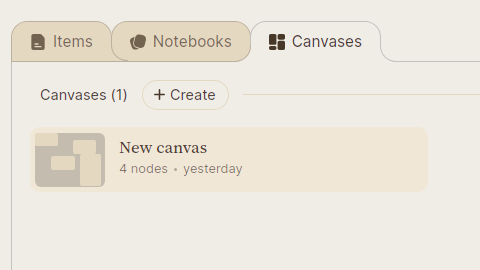 Items
Notebooks
Canvases
Canvases (1)
+ Create
New canvas
4 nodes • yesterday